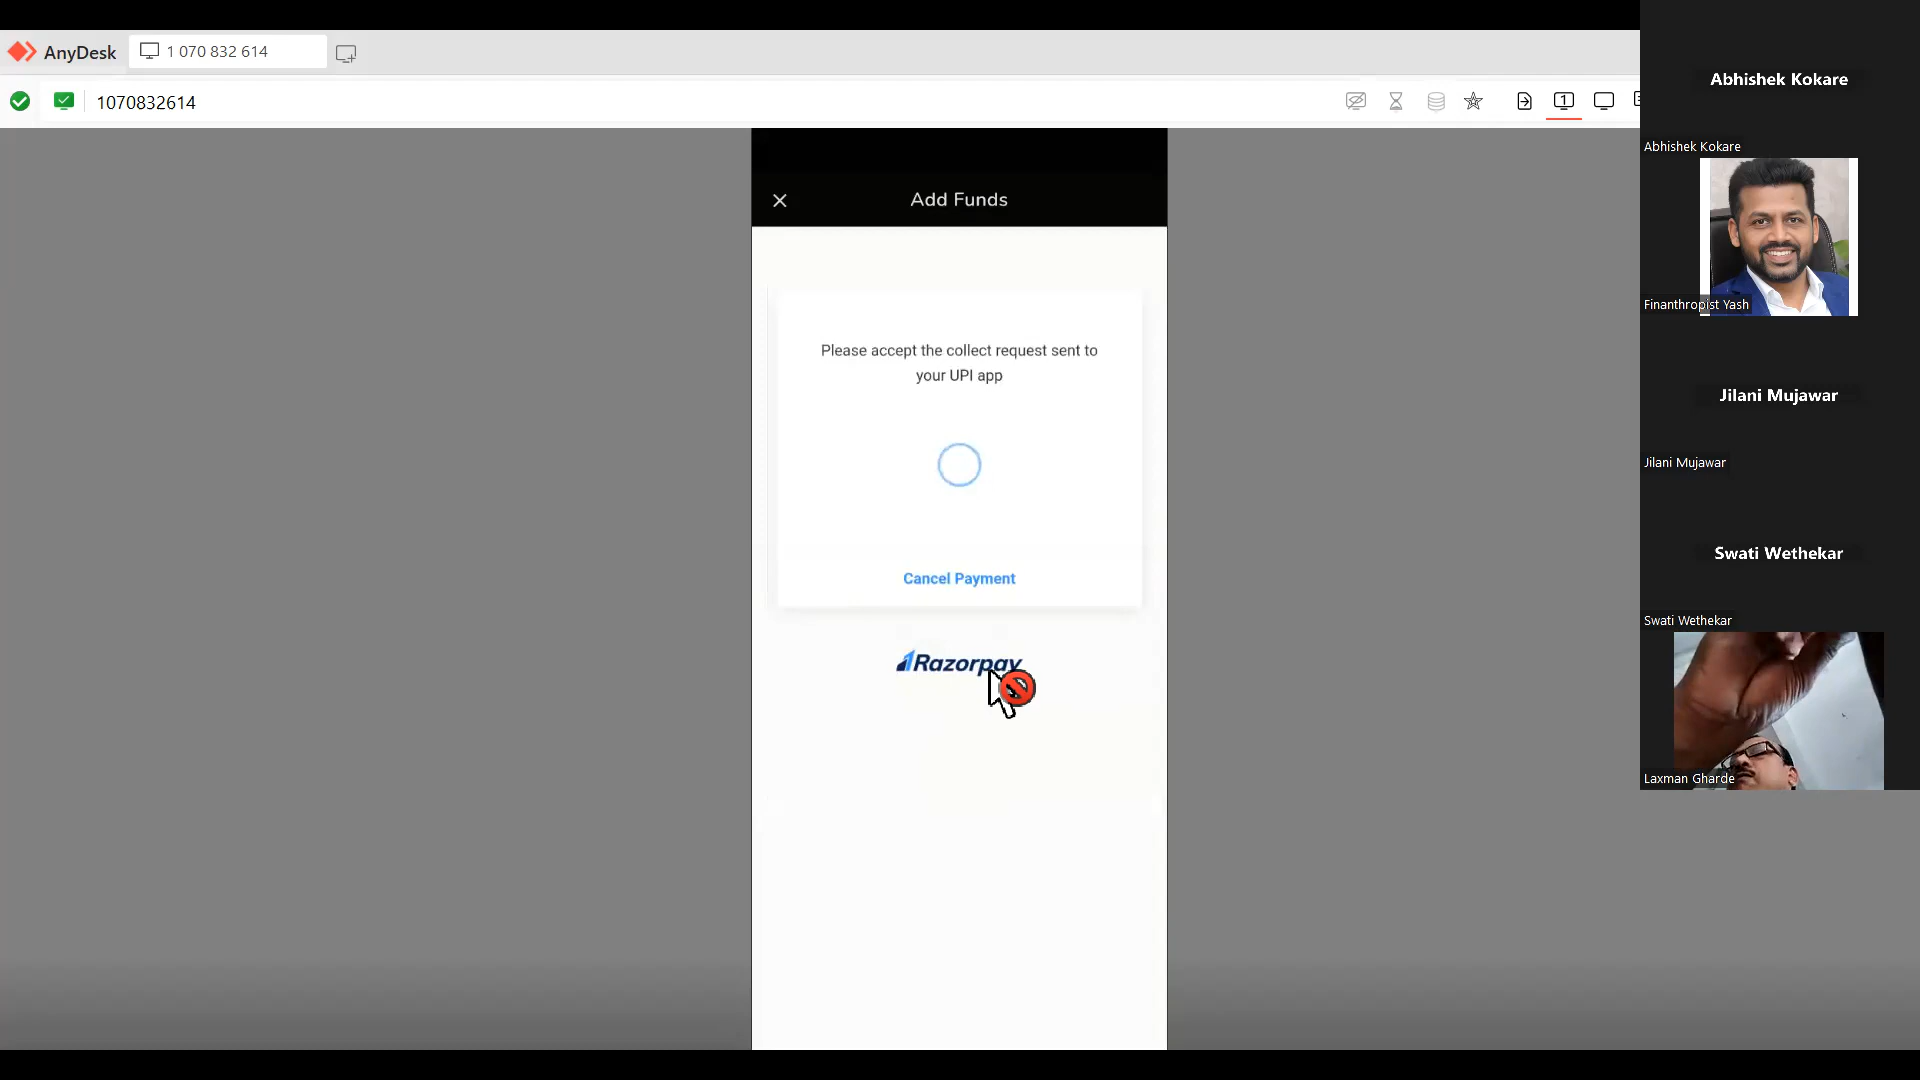 AnyDesk
1 070 832 614
1070832614
1
Add Funds
Please accept the collect request sent to
your UPI app
Cancel Payment
Razorpay
Abhishek Kokare
Abhishek Kokare
Finanthropist Yash
Jilani Mujawar
Jilani Mujawar
Swati Wethekar
Swati Wethekar
Laxman Gharde